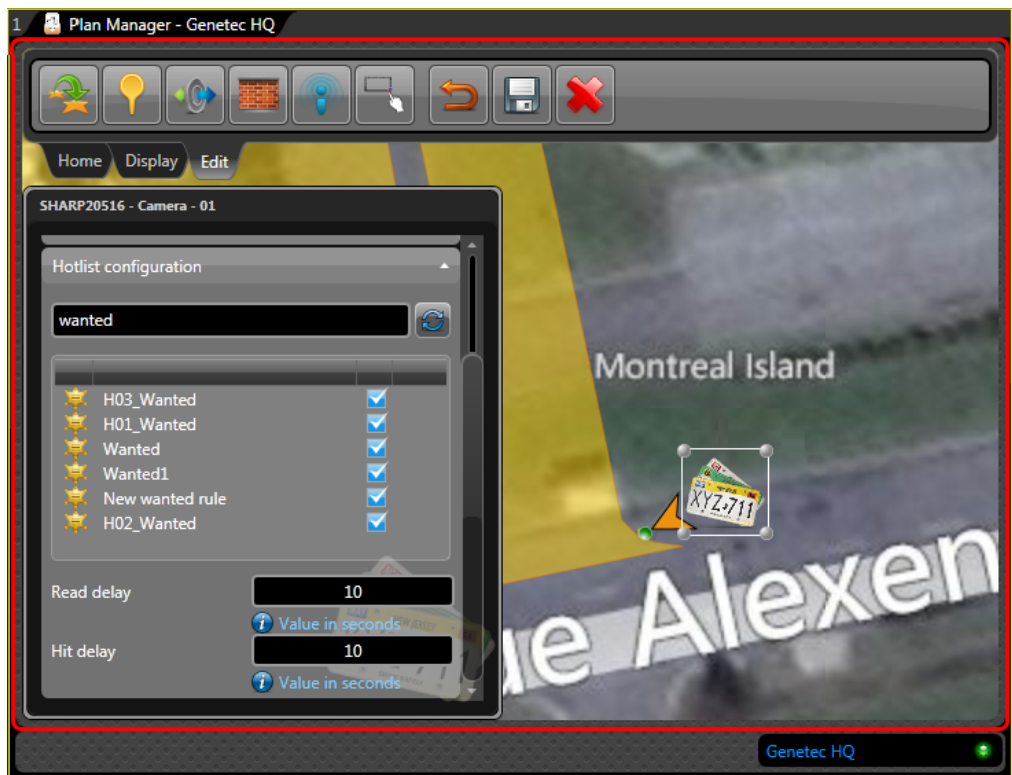 1 Plan Manager - Genetec HQ
Home Display Edit
SHARP20516 - Camera - 01
Hotlist configuration
wanted
H03_Wanted
H01_Wanted
Wanted
Wanted1
New wanted rule
H02_Wanted
Read delay 10
Value in seconds
Hit delay 10
Value in seconds
Montreal Island
XYZ 711
ue Alexen
Genetec HQ